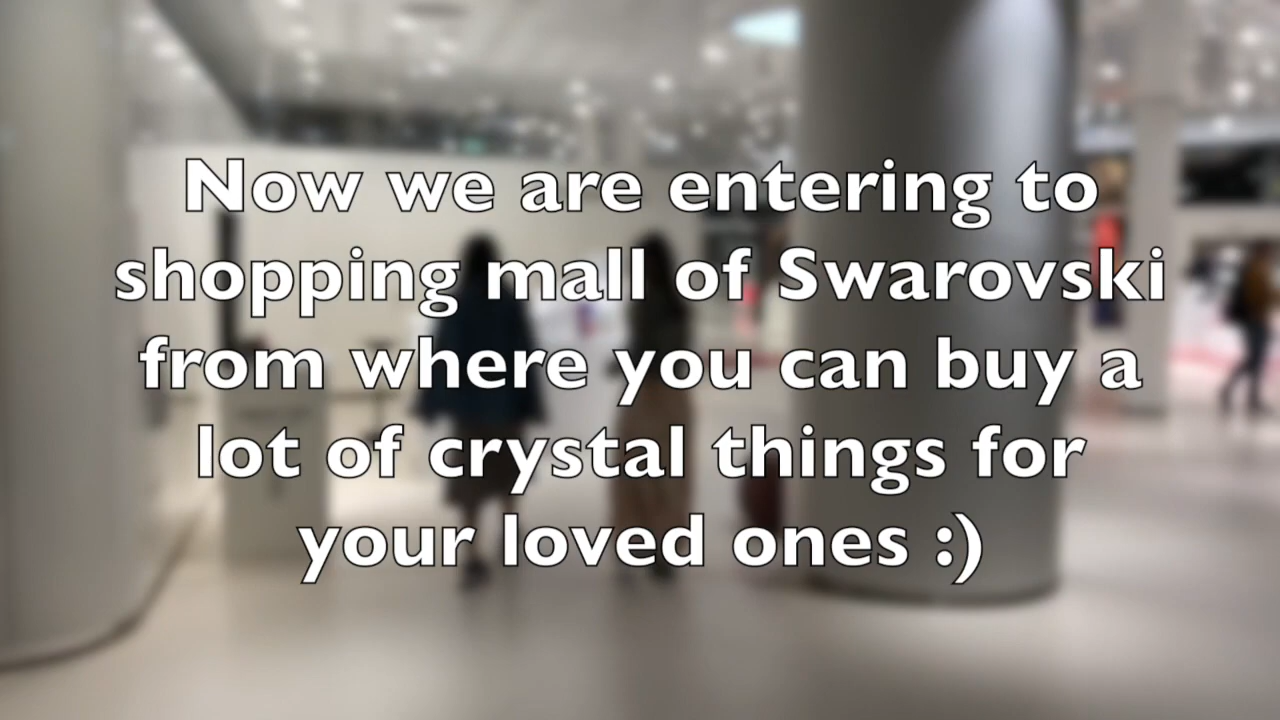 Now we are entering to
shopping mall of Swarovski
from where you can buy a
lot of crystal things for
your loved ones :)